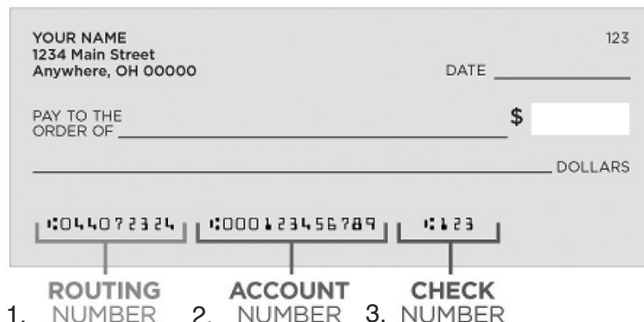 YOUR NAME 123
1234 Main Street
Anywhere, OH 00000 DATE
PAY TO THE
ORDER OF $
DOLLARS
⑆044072324 ⑆000123456789 ⑆123
ROUTING ACCOUNT CHECK
1. NUMBER 2. NUMBER 3. NUMBER